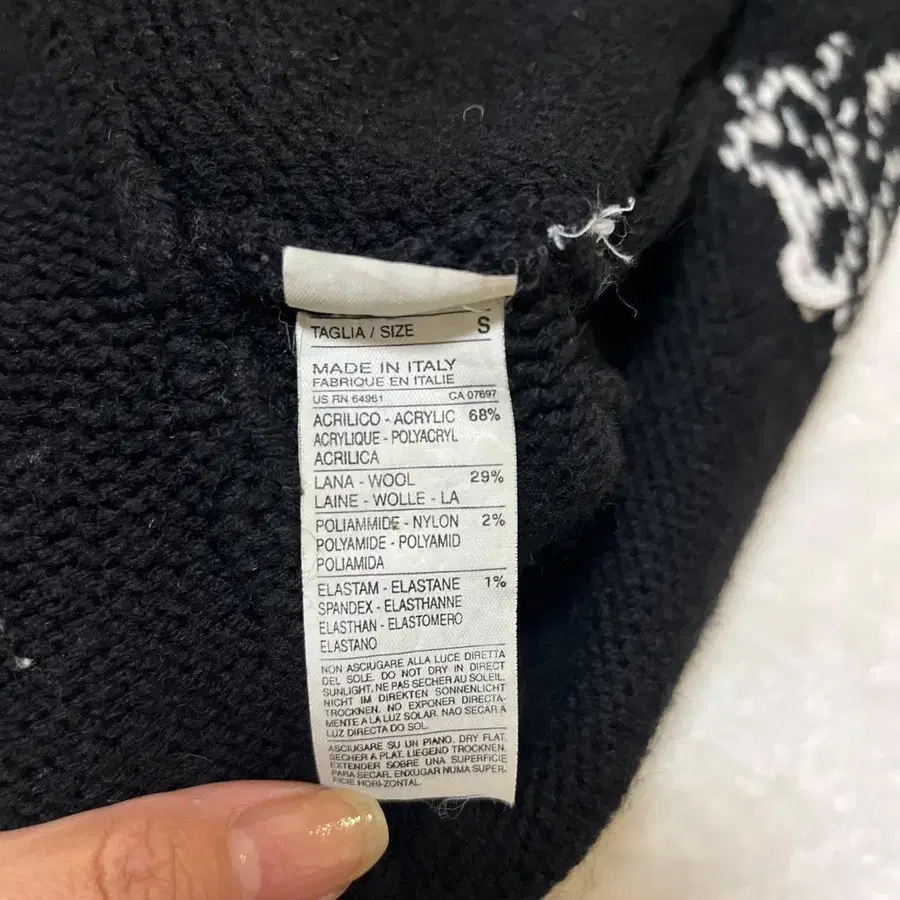 TAGLIA / SIZE S
MADE IN ITALY
FABRIQUE EN ITALIE
US RN 64961 CA 07697
ACRILICO - ACRYLIC 68%
ACRYLIQUE - POLYACRYL
ACRILICA
LANA - WOOL 29%
LAINE - WOLLE - LA
POLIAMMIDE - NYLON 2%
POLYAMIDE - POLYAMID
POLIAMIDA
ELASTAM - ELASTANE 1%
SPANDEX - ELASTHANNE
ELASTHAN - ELASTOMERO
ELASTANO
NON ASCIUGARE ALLA LUCE DIRETTA
DEL SOLE. DO NOT DRY IN DIRECT
SUNLIGHT. NE PAS SECHER AU SOLEIL.
NICHT IM DIREKTEN SONNENLICHT
TROCKNEN. NO EXPONER DIRECTA-
MENTE A LA LUZ SOLAR. NAO SECAR A
LUZ DIRECTA DO SOL.
ASCIUGARE SU UN PIANO. DRY FLAT.
SECHER A PLAT. LIEGEND TROCKNEN.
EXTENDER SOBRE UNA SUPERFICIE
PARA SECAR. ENXUGAR NUMA SUPER-
FICIE HORI-ZONTAL.